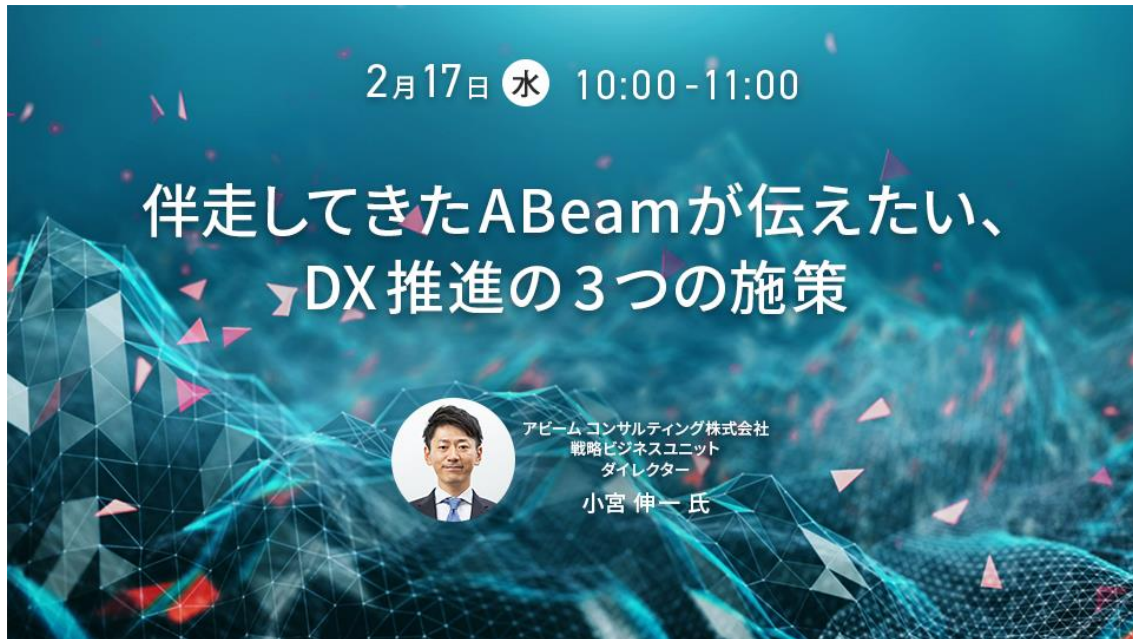 2月17日 水 10:00-11:00
伴走してきたABeamが伝えたい、
DX推進の3つの施策
アビーム コンサルティング株式会社
戦略ビジネスユニット
ダイレクター
小宮 伸一 氏